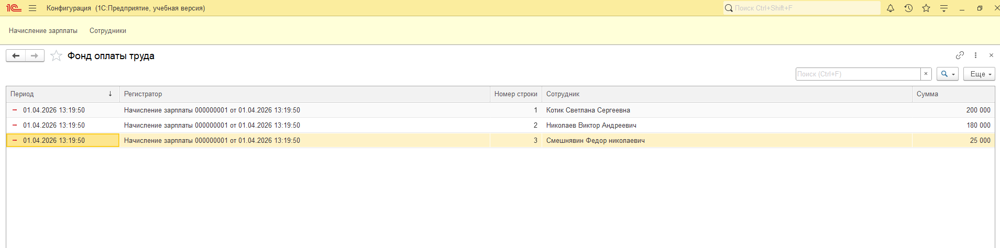 1С Конфигурация (1С:Предприятие, учебная версия) Поиск Ctrl+Shift+F
Начисление зарплаты Сотрудники
Фонд оплаты труда
Поиск (Ctrl+F) × Еще
Период ↓ Регистратор Номер строки Сотрудник Сумма
01.04.2026 13:19:50 Начисление зарплаты 000000001 от 01.04.2026 13:19:50 1 Котик Светлана Сергеевна 200 000
01.04.2026 13:19:50 Начисление зарплаты 000000001 от 01.04.2026 13:19:50 2 Николаев Виктор Андреевич 180 000
01.04.2026 13:19:50 Начисление зарплаты 000000001 от 01.04.2026 13:19:50 3 Смешнявин Федор николаевич 25 000